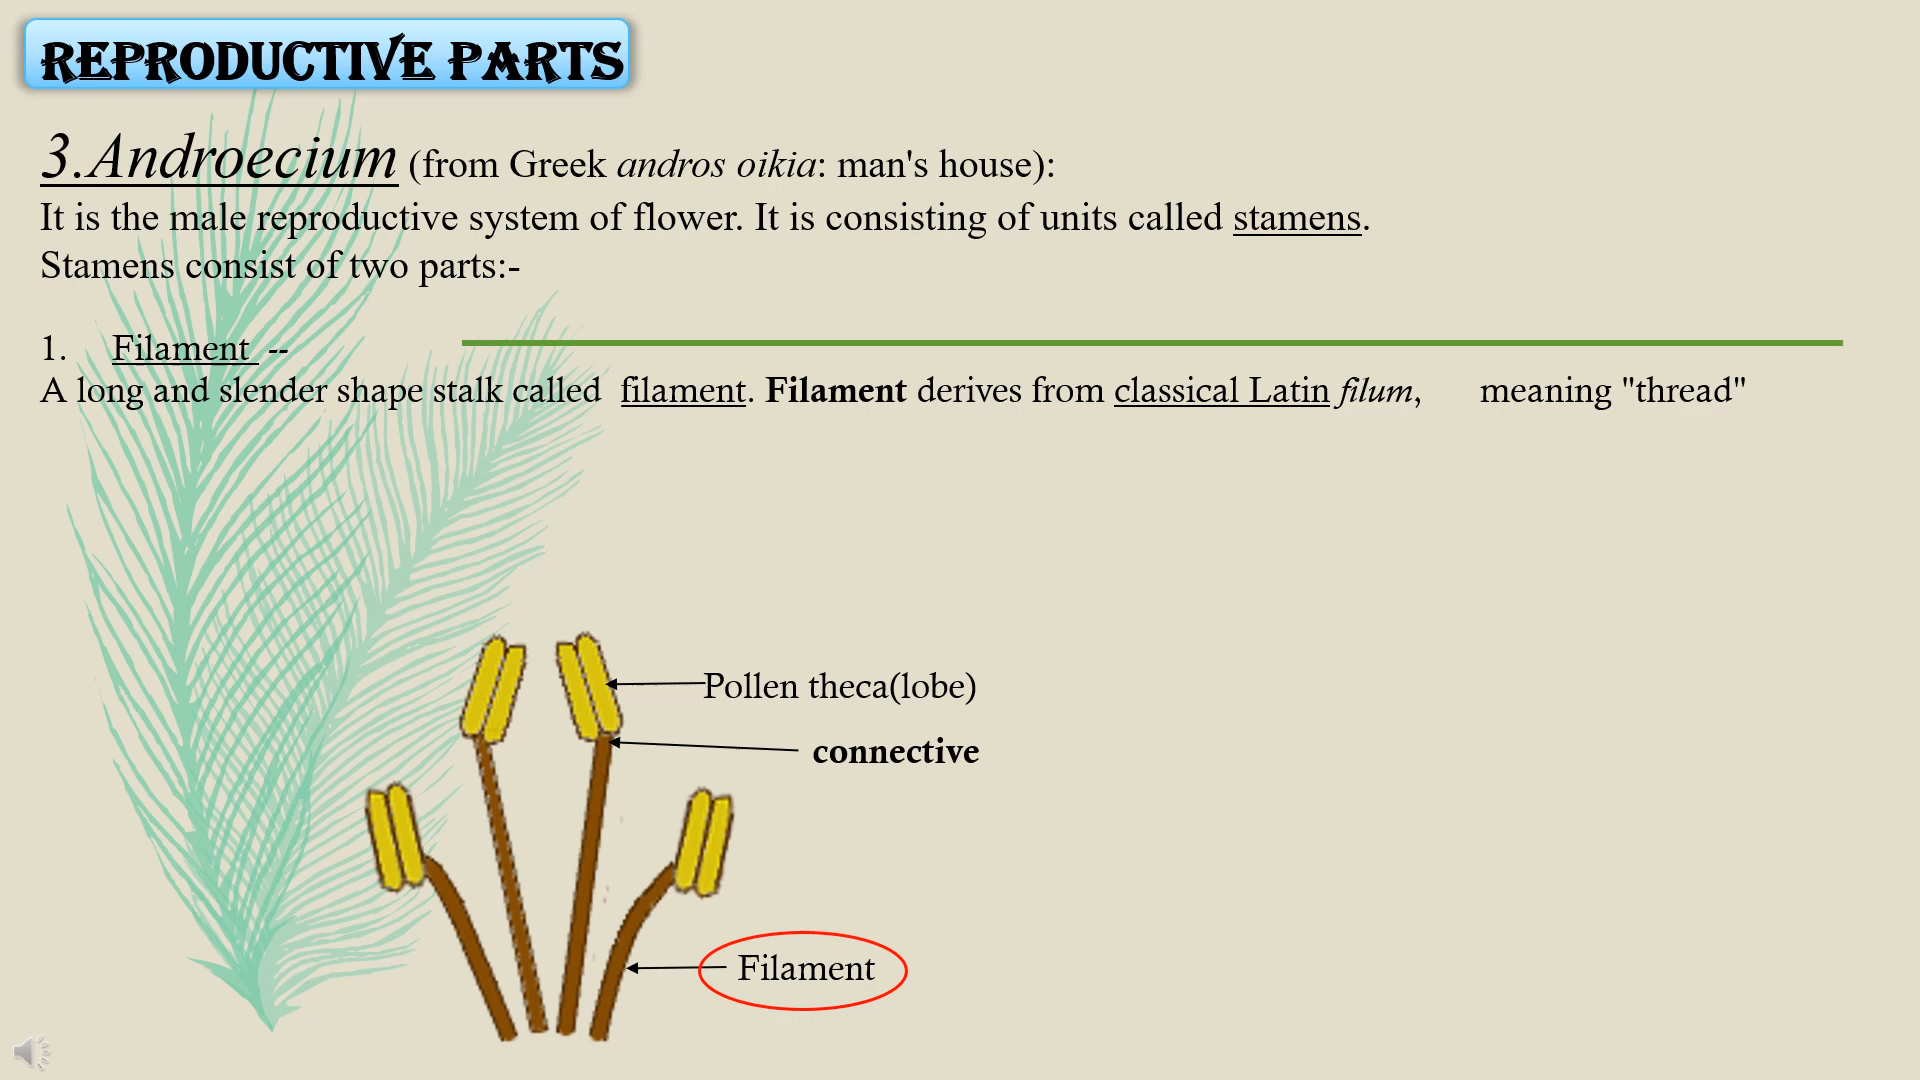 REPRODUCTIVE PARTS
3.Androecium (from Greek andros oikia: man's house):
It is the male reproductive system of flower. It is consisting of units called stamens.
Stamens consist of two parts:-
1. Filament --
A long and slender shape stalk called filament. Filament derives from classical Latin filum, meaning "thread"
Pollen theca(lobe)
connective
Filament